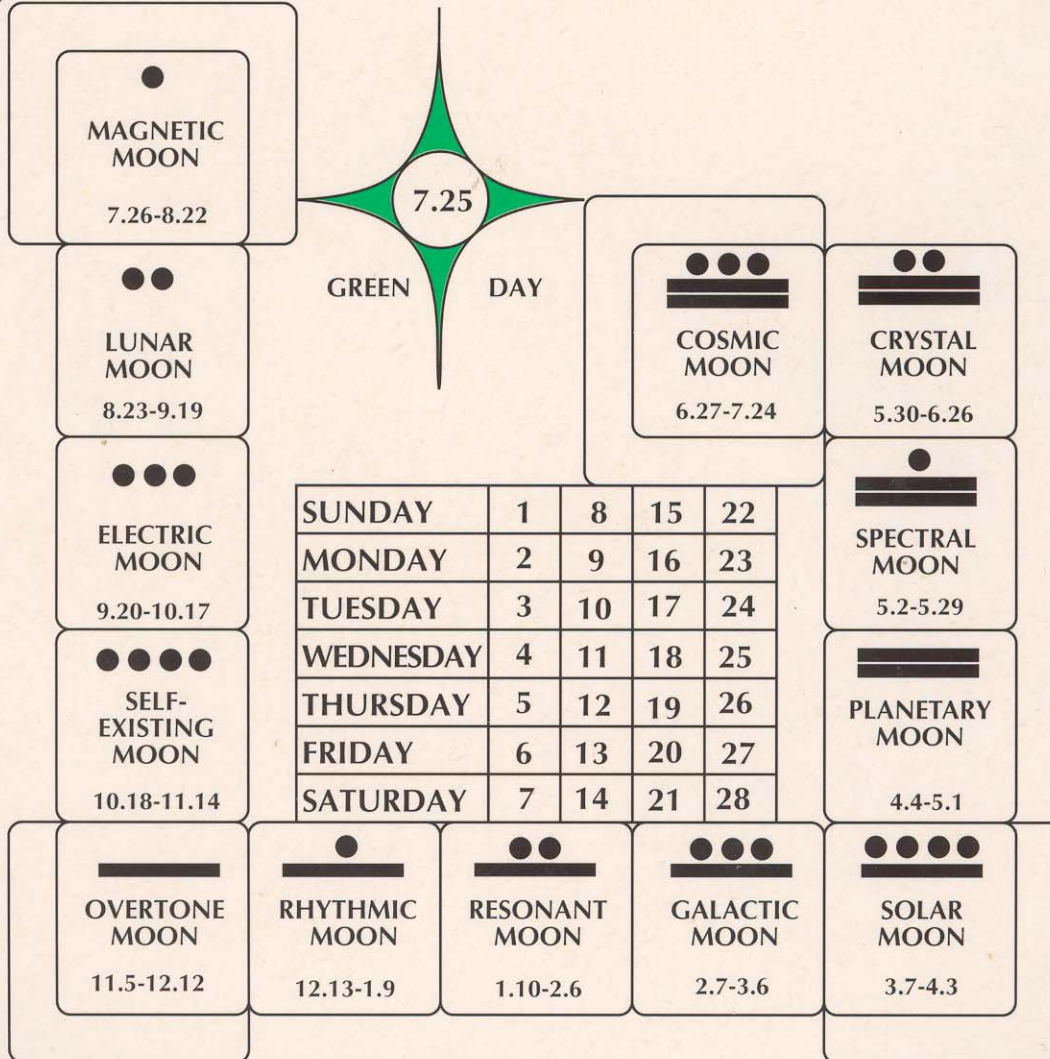 MAGNETIC
MOON
7.26-8.22
7.25
GREEN DAY
LUNAR
MOON
8.23-9.19
COSMIC
MOON
6.27-7.24
CRYSTAL
MOON
5.30-6.26
ELECTRIC
MOON
9.20-10.17
SUNDAY 1 8 15 22
MONDAY 2 9 16 23
TUESDAY 3 10 17 24
WEDNESDAY 4 11 18 25
THURSDAY 5 12 19 26
FRIDAY 6 13 20 27
SATURDAY 7 14 21 28
SPECTRAL
MOON
5.2-5.29
SELF-
EXISTING
MOON
10.18-11.14
PLANETARY
MOON
4.4-5.1
OVERTONE
MOON
11.5-12.12
RHYTHMIC
MOON
12.13-1.9
RESONANT
MOON
1.10-2.6
GALACTIC
MOON
2.7-3.6
SOLAR
MOON
3.7-4.3